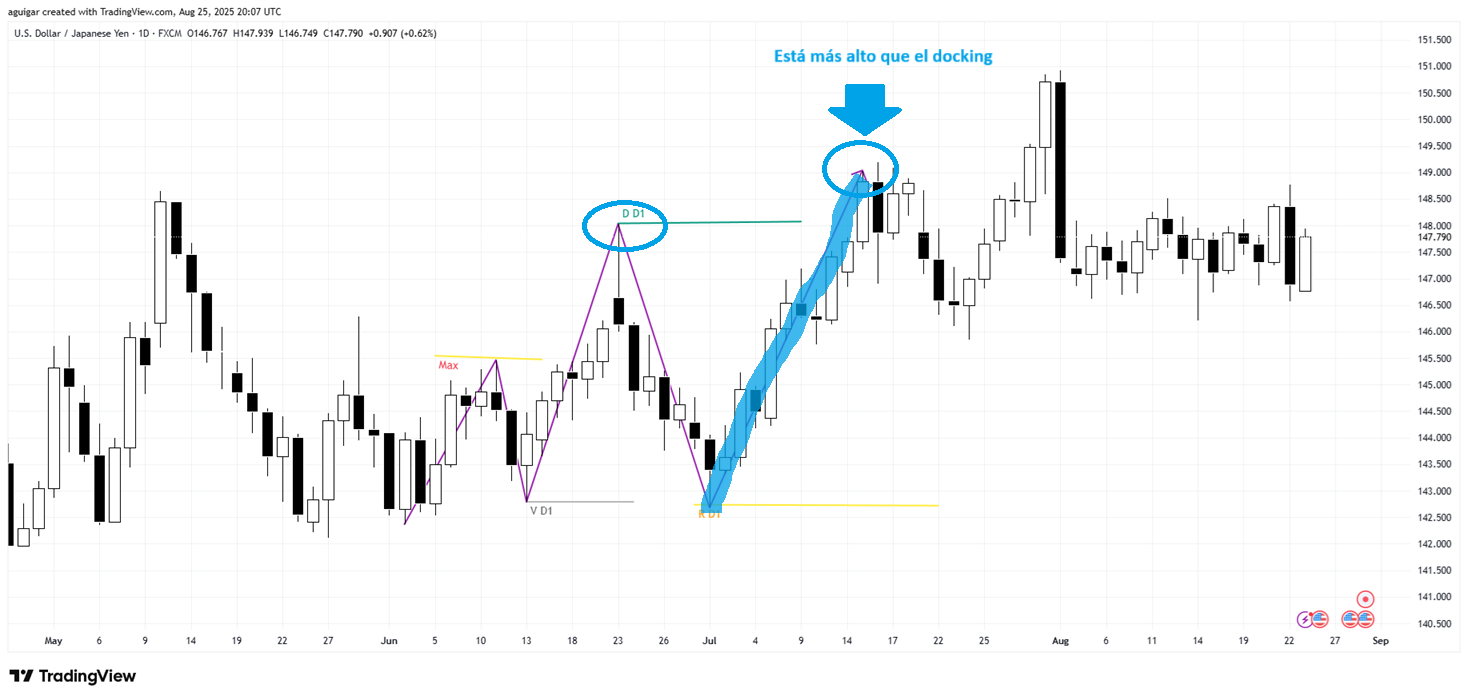 aguigar created with TradingView.com, Aug 25, 2025 20:07 UTC
U.S. Dollar / Japanese Yen · 1D · FXCM O146.767 H147.939 L146.749 C147.790 +0.907 (+0.62%)
Está más alto que el docking
151.500
151.000
150.500
150.000
149.500
149.000
148.500
148.000
147.790
147.500
147.000
146.500
146.000
145.500
145.000
144.500
144.000
143.500
143.000
142.500
142.000
141.500
141.000
140.500
D D1
Max
V D1
R D1
May 6 9 14 19 22 27 Jun 5 10 13 18 23 26 Jul 4 9 14 17 22 25 Aug 6 11 14 19 22 27 Sep
TradingView